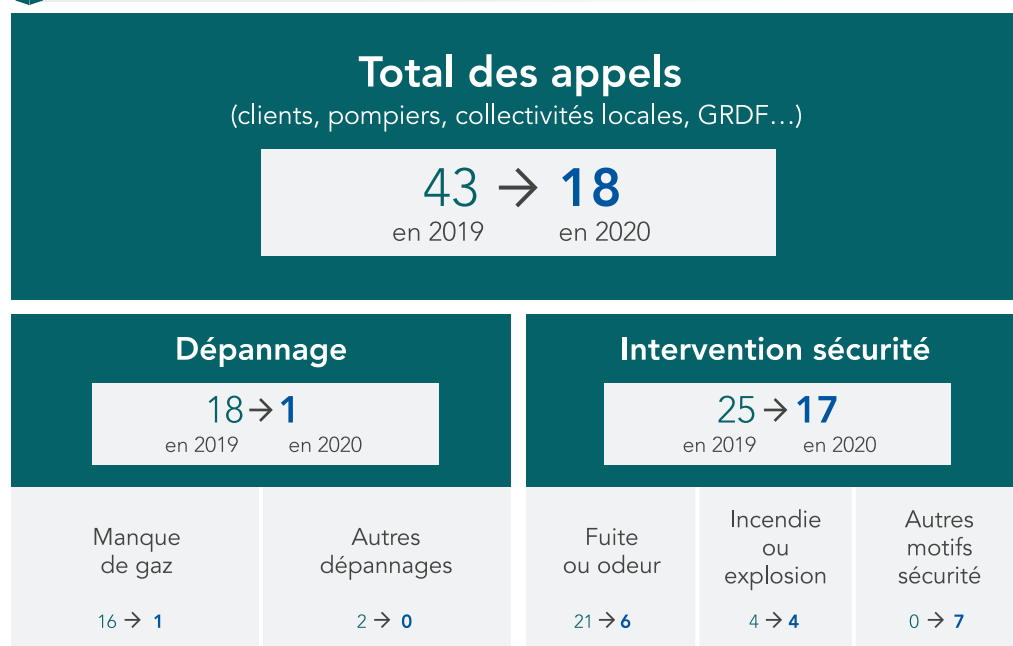 Total des appels
(clients, pompiers, collectivités locales, GRDF...)
43 → 18
en 2019 en 2020
Dépannage
18 → 1
en 2019 en 2020
Manque
de gaz
16 → 1
Autres
dépannages
2 → 0
Intervention sécurité
25 → 17
en 2019 en 2020
Fuite
ou odeur
21 → 6
Incendie
ou
explosion
4 → 4
Autres
motifs
sécurité
0 → 7